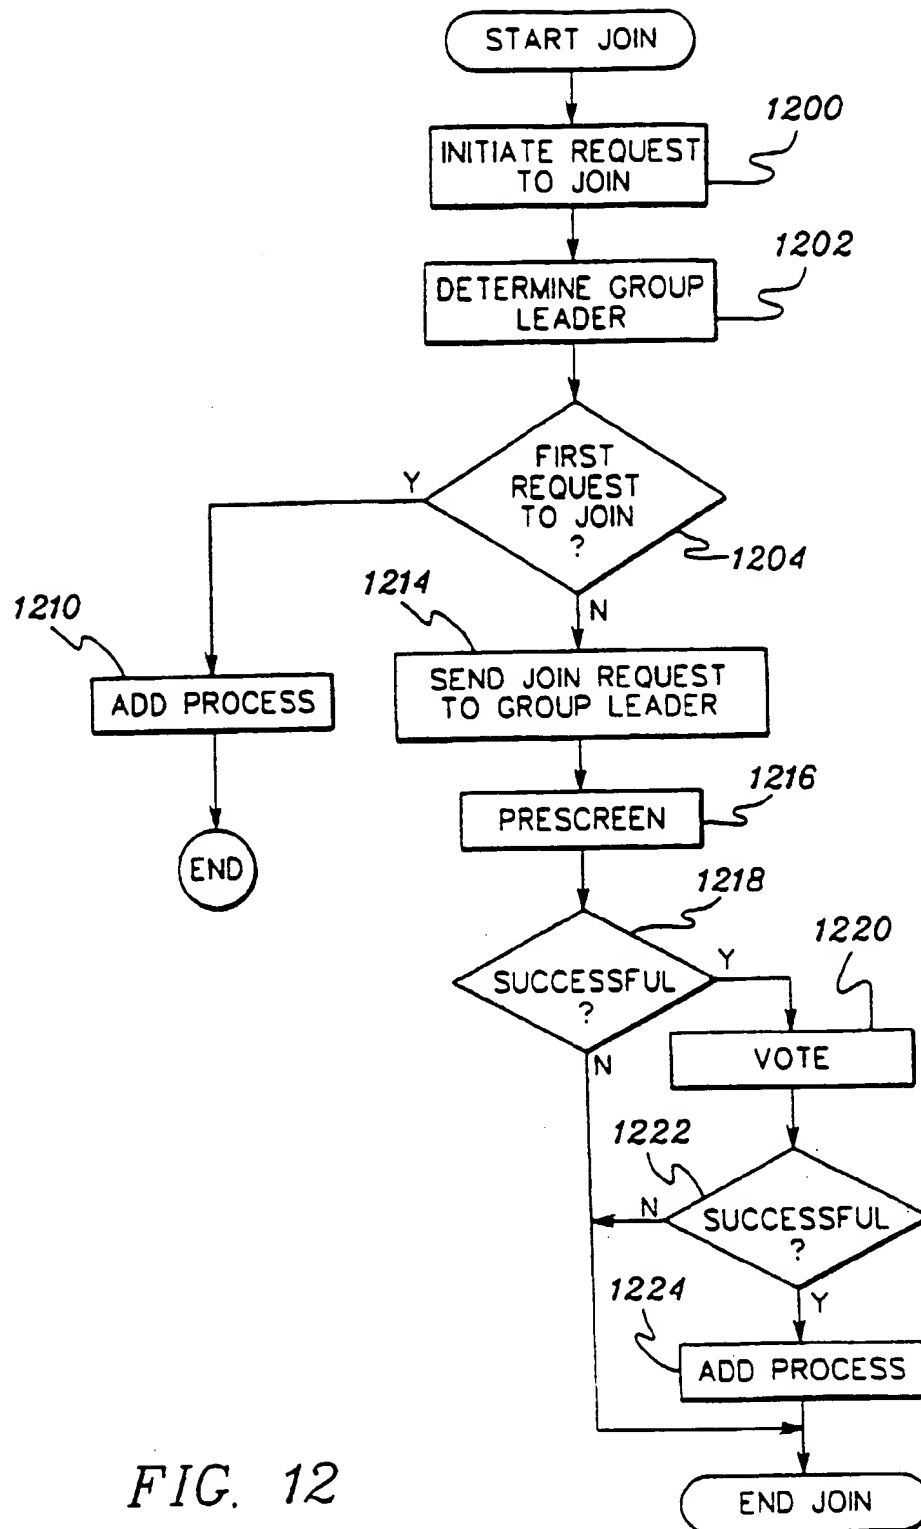 START JOIN
1200
INITIATE REQUEST
TO JOIN
1202
DETERMINE GROUP
LEADER
FIRST
REQUEST
TO JOIN
?
Y
1204
N
1214
1210
SEND JOIN REQUEST
TO GROUP LEADER
ADD PROCESS
1216
PRESCREEN
END
1218
SUCCESSFUL
?
Y
N
1220
VOTE
1222
SUCCESSFUL
?
N
Y
1224
ADD PROCESS
END JOIN
FIG. 12